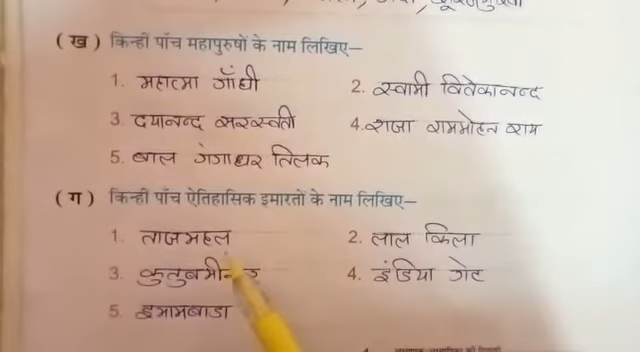 (ख) किन्हीं पाँच महापुरुषों के नाम लिखिए—
1. महात्मा गाँधी 2. स्वामी विवेकानन्द
3. दयानन्द सरस्वती 4. राजा राममोहन राय
5. बाल गंगाधर तिलक
(ग) किन्हीं पाँच ऐतिहासिक इमारतों के नाम लिखिए—
1. ताजमहल 2. लाल किला
3. 4. इंडिया गेट
5. इमामबाडा